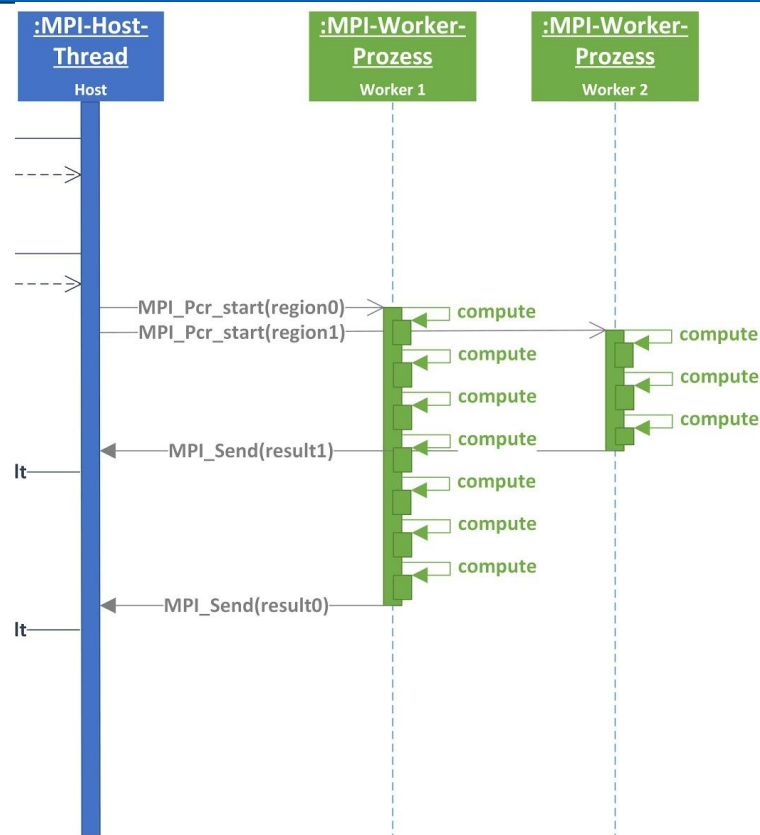 :MPI-Host-
Thread
Host
:MPI-Worker-
Prozess
Worker 1
:MPI-Worker-
Prozess
Worker 2
MPI_Pcr_start(region0)
compute
MPI_Pcr_start(region1)
compute
compute
compute
compute
compute
compute
MPI_Send(result1)
lt
compute
compute
compute
MPI_Send(result0)
lt